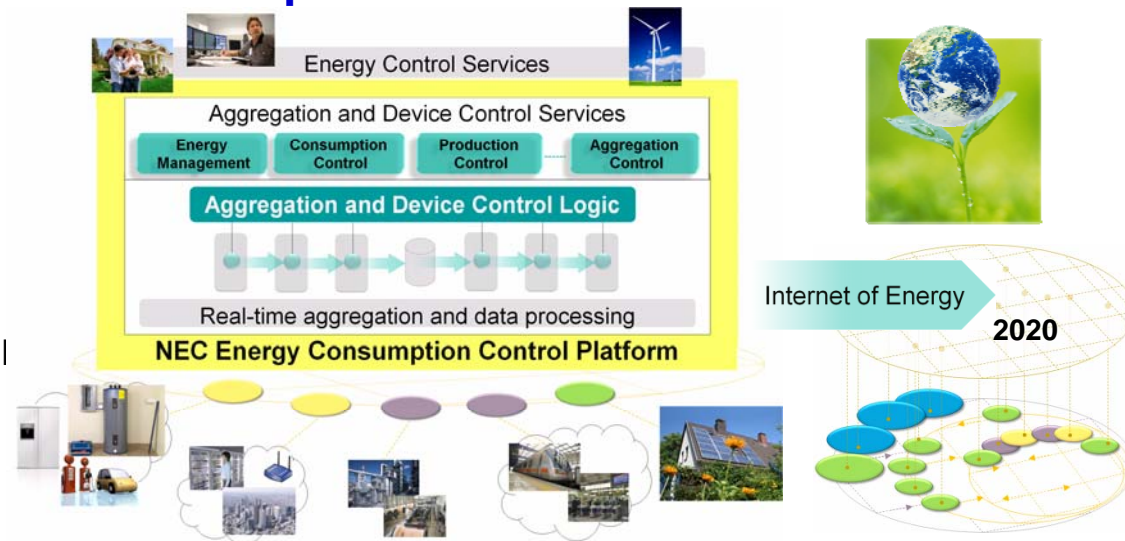 Energy Control Services
Aggregation and Device Control Services
Energy
Management
Consumption
Control
Production
Control
Aggregation
Control
Aggregation and Device Control Logic
Real-time aggregation and data processing
NEC Energy Consumption Control Platform
Internet of Energy
2020